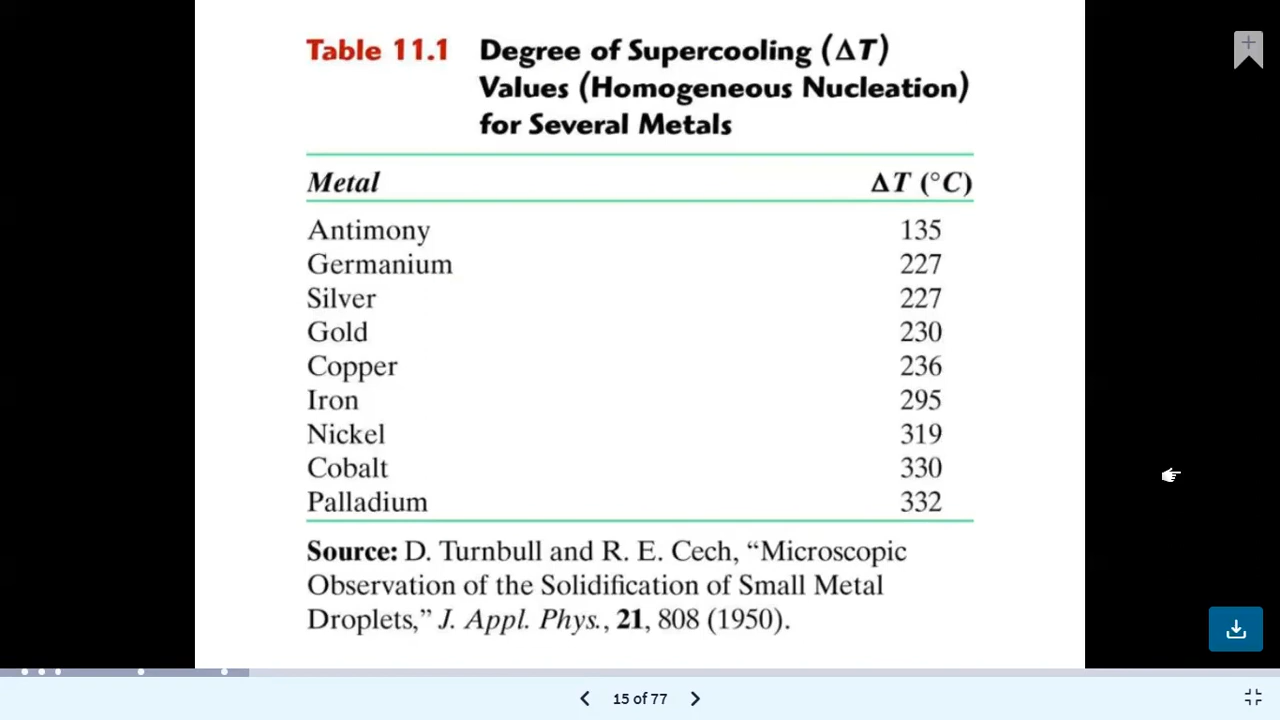 Table 11.1 Degree of Supercooling (ΔT)
Values (Homogeneous Nucleation)
for Several Metals
Metal ΔT (°C)
Antimony 135
Germanium 227
Silver 227
Gold 230
Copper 236
Iron 295
Nickel 319
Cobalt 330
Palladium 332
Source: D. Turnbull and R. E. Cech, “Microscopic
Observation of the Solidification of Small Metal
Droplets,” J. Appl. Phys., 21, 808 (1950).
15 of 77